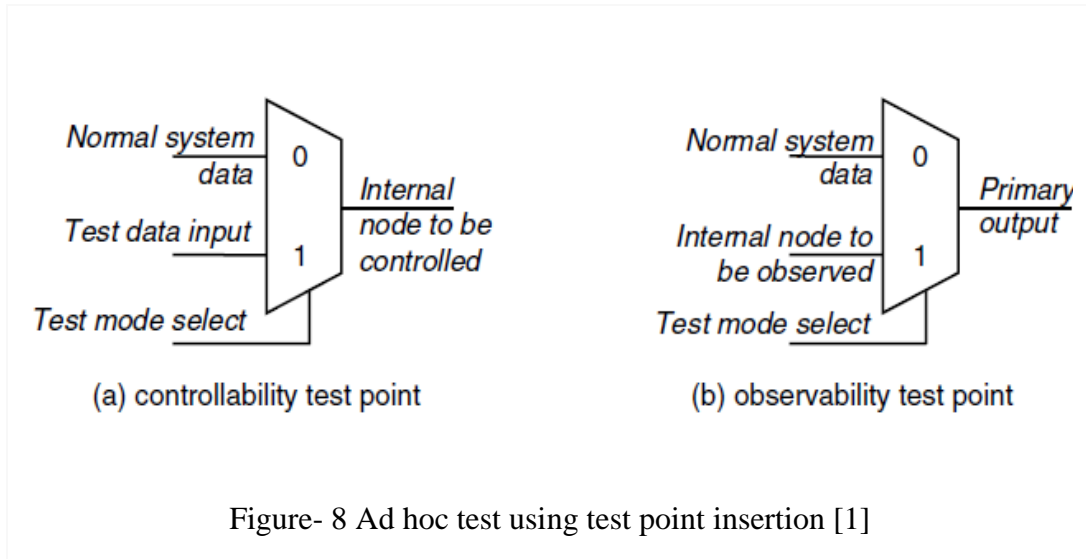 Normal system
data
0
Test data input
1
Test mode select
Internal
node to be
controlled
(a) controllability test point
Normal system
data
0
Internal node to
be observed
1
Test mode select
Primary
output
(b) observability test point
Figure- 8 Ad hoc test using test point insertion [1]